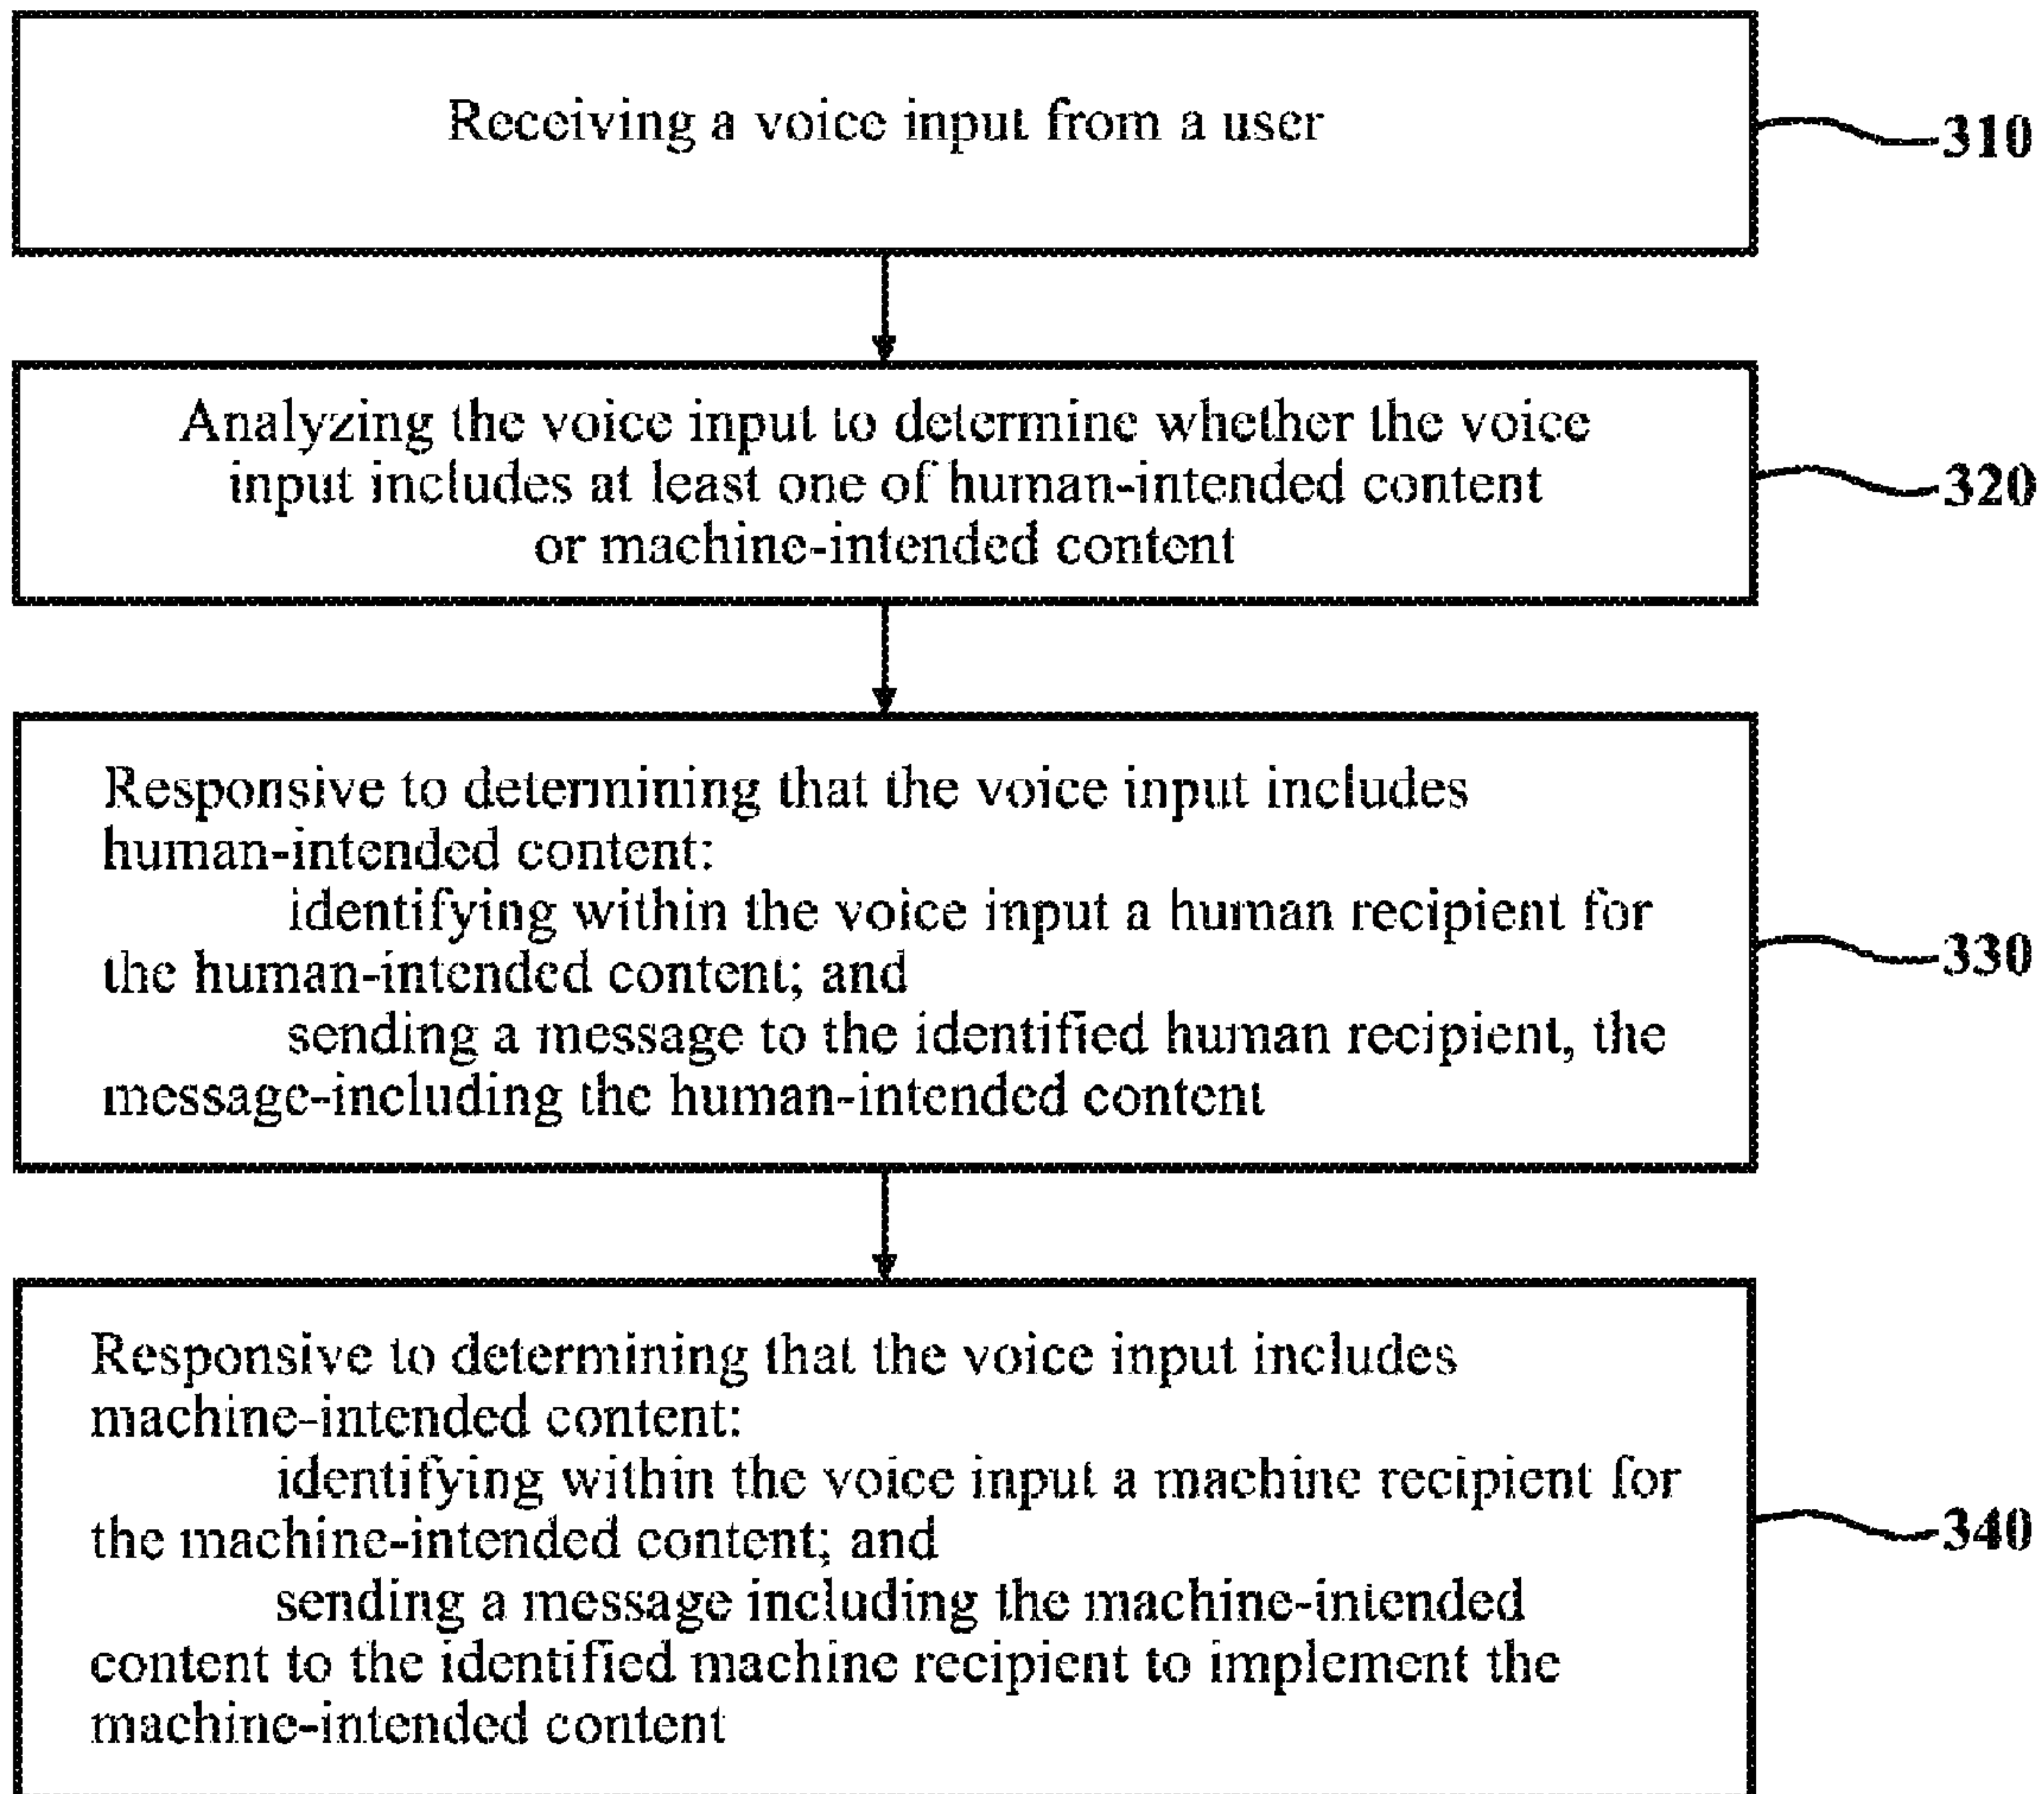 Receiving a voice input from a user
310
Analyzing the voice input to determine whether the voice
input includes at least one of human-intended content
or machine-intended content
320
Responsive to determining that the voice input includes
human-intended content:
identifying within the voice input a human recipient for
the human-intended content; and
sending a message to the identified human recipient, the
message-including the human-intended content
330
Responsive to determining that the voice input includes
machine-intended content:
identifying within the voice input a machine recipient for
the machine-intended content; and
sending a message including the machine-intended
content to the identified machine recipient to implement the
machine-intended content
340